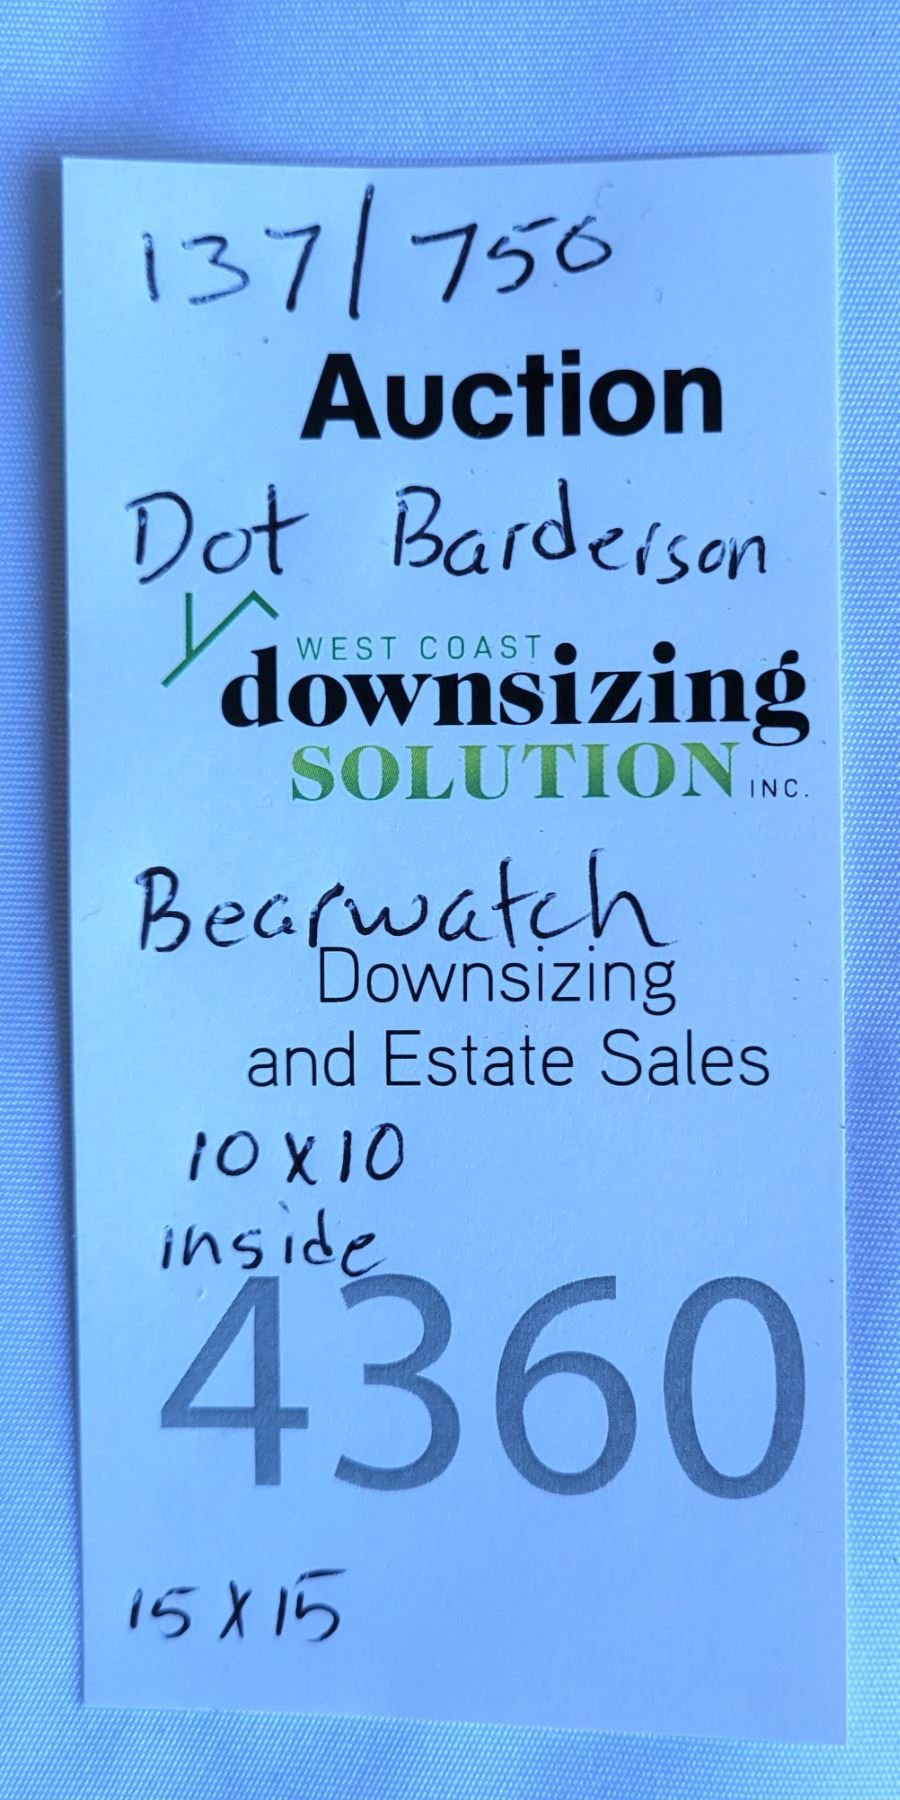 137/750
Auction
Dot Barderson
WEST COAST
downsizing
SOLUTION INC.
Bearwatch
Downsizing
and Estate Sales
10 x 10
inside
4360
15 x 15